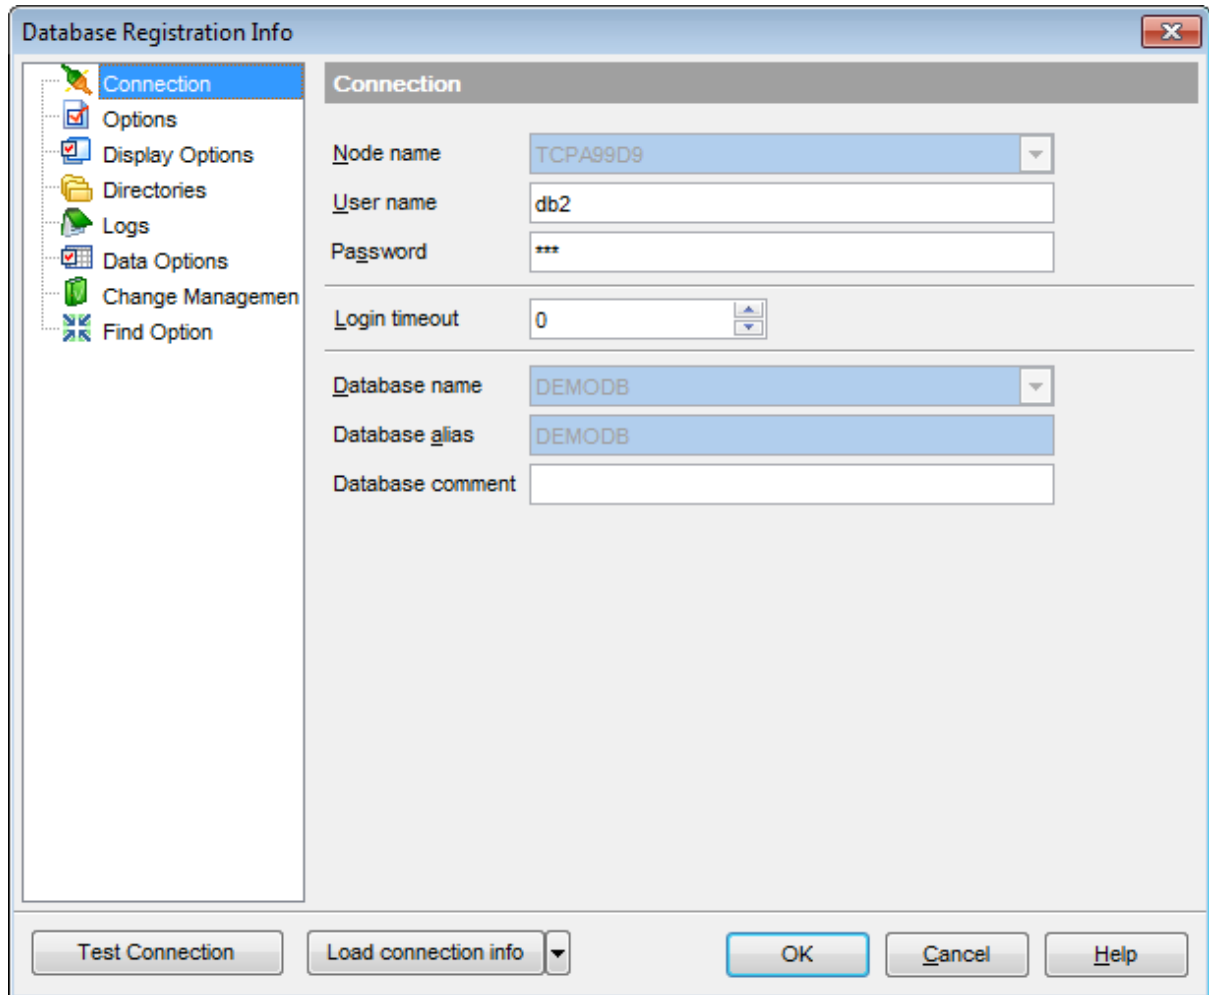 Database Registration Info
Connection
Options
Display Options
Directories
Logs
Data Options
Change Managemen
Find Option
Connection
Node name TCPA99D9
User name db2
Password ***
Login timeout 0
Database name DEMODB
Database alias DEMODB
Database comment
Test Connection Load connection info OK Cancel Help